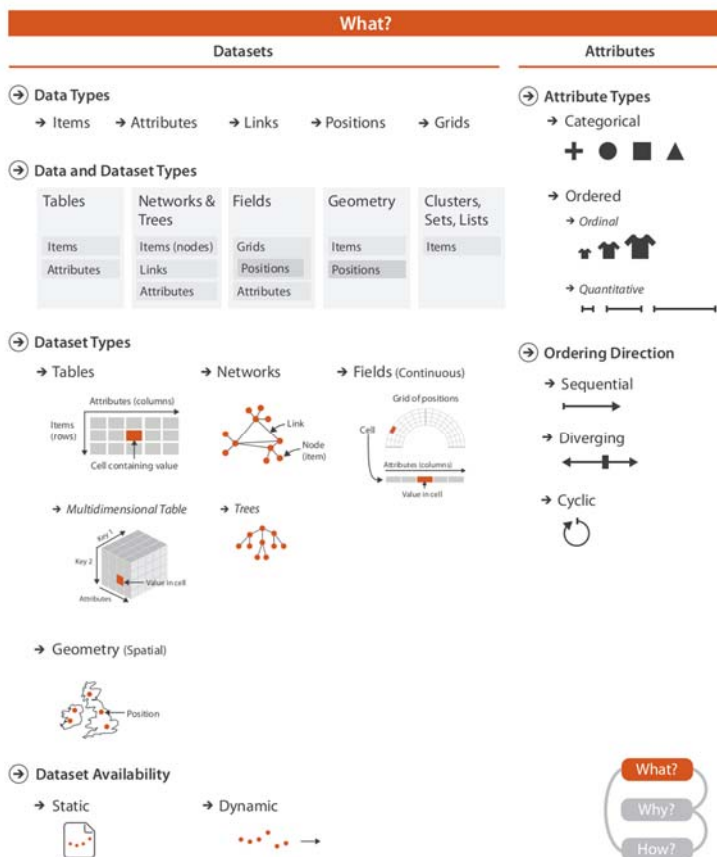 What?
Datasets
Attributes
Data Types
Items
Attributes
Links
Positions
Grids
Data and Dataset Types
Tables
Items
Attributes
Networks &
Trees
Items (nodes)
Links
Attributes
Fields
Grids
Positions
Attributes
Geometry
Items
Positions
Clusters,
Sets, Lists
Items
Dataset Types
Tables
Attributes (columns)
Items
(rows)
Cell containing value
Networks
Link
Node
(item)
Fields (Continuous)
Grid of positions
Cell
Attributes (columns)
Value in cell
Multidimensional Table
Key 1
Key 2
Value in cell
Attributes
Trees
Geometry (Spatial)
Position
Dataset Availability
Static
Dynamic
Attribute Types
Categorical
Ordered
Ordinal
Quantitative
Ordering Direction
Sequential
Diverging
Cyclic
What?
Why?
How?